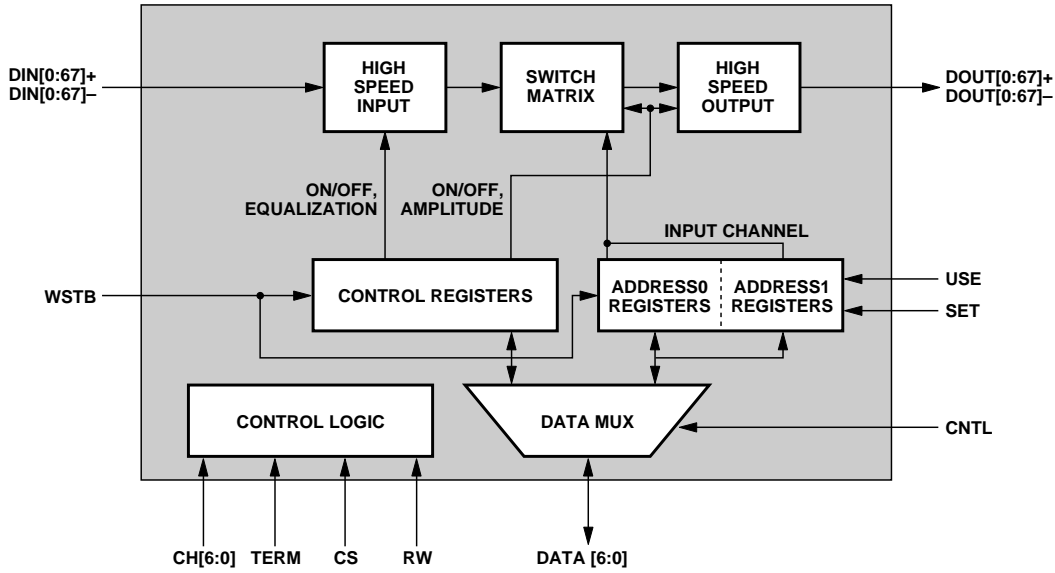 DIN[0:67]+
DIN[0:67]–
HIGH
SPEED
INPUT
SWITCH
MATRIX
HIGH
SPEED
OUTPUT
DOUT[0:67]+
DOUT[0:67]–
ON/OFF,
EQUALIZATION
ON/OFF,
AMPLITUDE
INPUT CHANNEL
WSTB
CONTROL REGISTERS
ADDRESS0
REGISTERS
ADDRESS1
REGISTERS
USE
SET
CONTROL LOGIC
DATA MUX
CNTL
CH[6:0]
TERM
CS
RW
DATA [6:0]